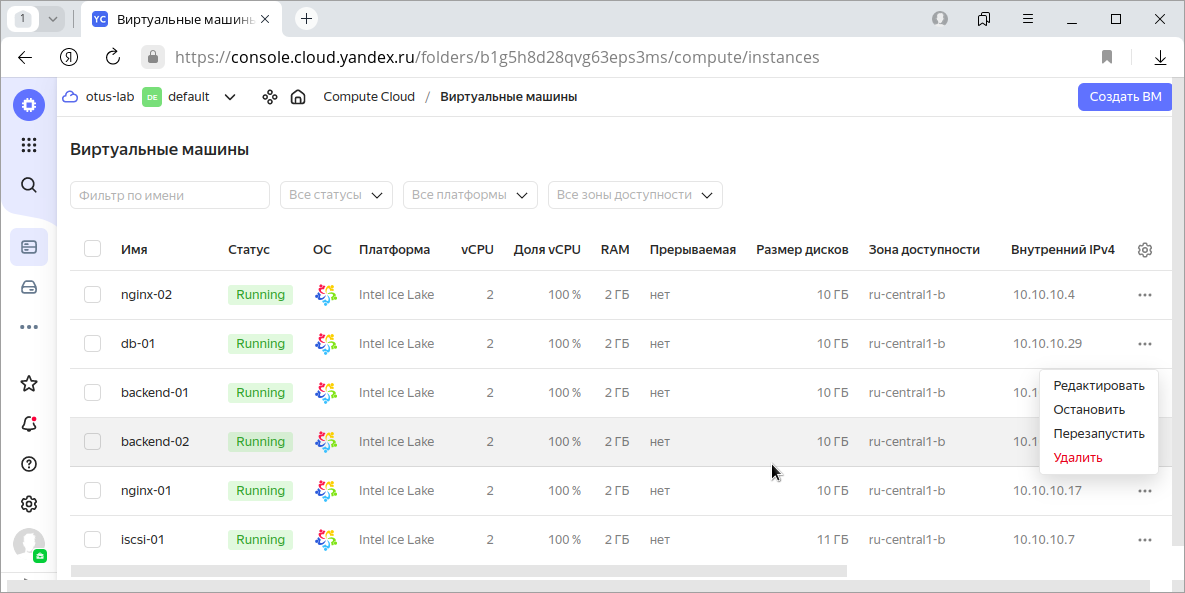 1
YC Виртуальные машины
Я https://console.cloud.yandex.ru/folders/b1g5h8d28qvg63eps3ms/compute/instances
otus-lab DE default Compute Cloud / Виртуальные машины Создать ВМ
Виртуальные машины
Фильтр по имени Все статусы Все платформы Все зоны доступности
Имя Статус ОС Платформа vCPU Доля vCPU RAM Прерываемая Размер дисков Зона доступности Внутренний IPv4
nginx-02 Running Intel Ice Lake 2 100 % 2 ГБ нет 10 ГБ ru-central1-b 10.10.10.4
db-01 Running Intel Ice Lake 2 100 % 2 ГБ нет 10 ГБ ru-central1-b 10.10.10.29
backend-01 Running Intel Ice Lake 2 100 % 2 ГБ нет 10 ГБ ru-central1-b 10.1
backend-02 Running Intel Ice Lake 2 100 % 2 ГБ нет 10 ГБ ru-central1-b 10.1
nginx-01 Running Intel Ice Lake 2 100 % 2 ГБ нет 10 ГБ ru-central1-b 10.10.10.17
iscsi-01 Running Intel Ice Lake 2 100 % 2 ГБ нет 11 ГБ ru-central1-b 10.10.10.7
Редактировать
Остановить
Перезапустить
Удалить